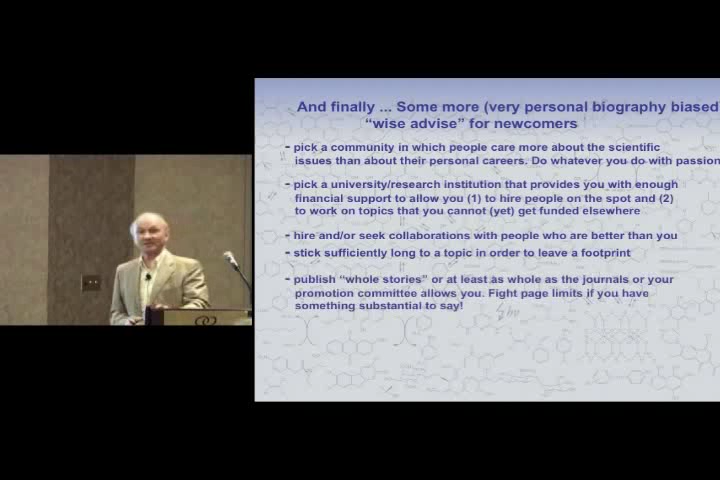 And finally ... Some more (very personal biography biased
“wise advise” for newcomers
- pick a community in which people care more about the scientific
issues than about their personal careers. Do whatever you do with passion
- pick a university/research institution that provides you with enough
financial support to allow you (1) to hire people on the spot and (2)
to work on topics that you cannot (yet) get funded elsewhere
- hire and/or seek collaborations with people who are better than you
- stick sufficiently long to a topic in order to leave a footprint
- publish “whole stories” or at least as whole as the journals or your
promotion committee allows you. Fight page limits if you have
something substantial to say!